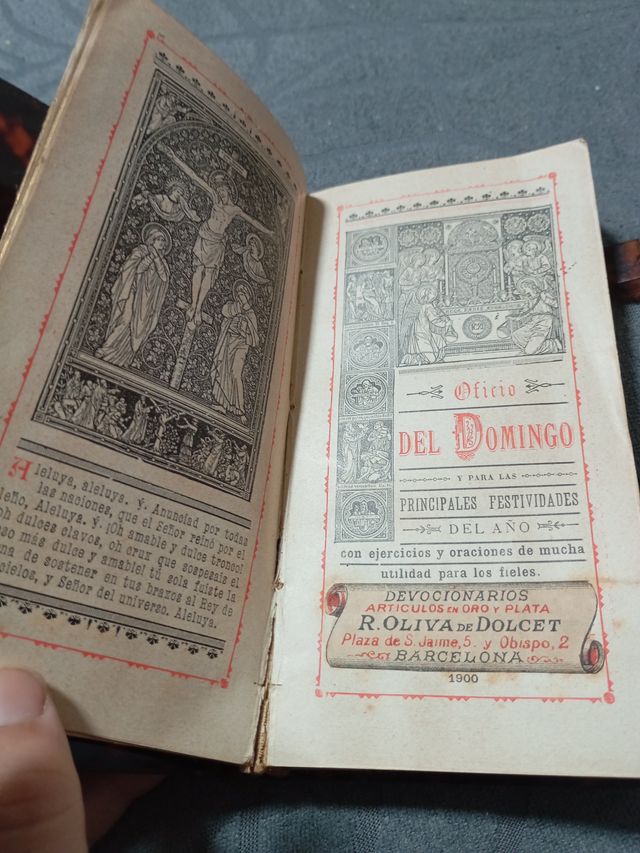 Aleluya, aleluya. ℣. Anunciad por todas
las naciones, que el Señor reinó por el
leño, Aleluya. ℣. ¡Oh amable y dulce tronco!
¡oh dulces clavos, oh crux que sospesais el
peso más dulce y amable! tú sola fuiste la
digna de sostener en tus brazos al Rey de
cielos, y Señor del universo. Aleluya.
Oficio
DEL DOMINGO
Y PARA LAS
PRINCIPALES FESTIVIDADES
DEL AÑO
con ejercicios y oraciones de mucha
utilidad para los fieles.
DEVOCIONARIOS
ARTICULOS EN ORO Y PLATA
R. OLIVA DE DOLCET
Plaza de S. Jaime, 5. y Obispo, 2
BARCELONA
1900